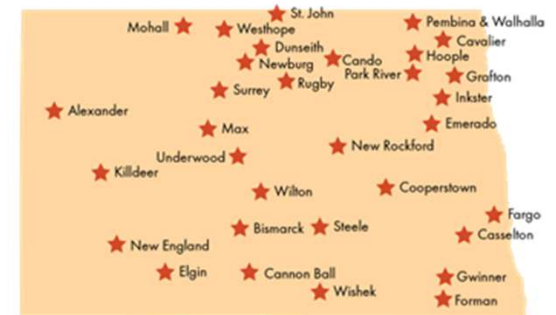 St. John
Pembina & Walhalla
Mohall
Westhope
Cavalier
Dunseith
Hoople
Newburg
Cando
Park River
Grafton
Rugby
Surrey
Inkster
Alexander
Emerado
Max
New Rockford
Underwood
Killdeer
Cooperstown
Wilton
Fargo
Bismarck
Steele
Casselton
New England
Elgin
Cannon Ball
Gwinner
Wishek
Forman